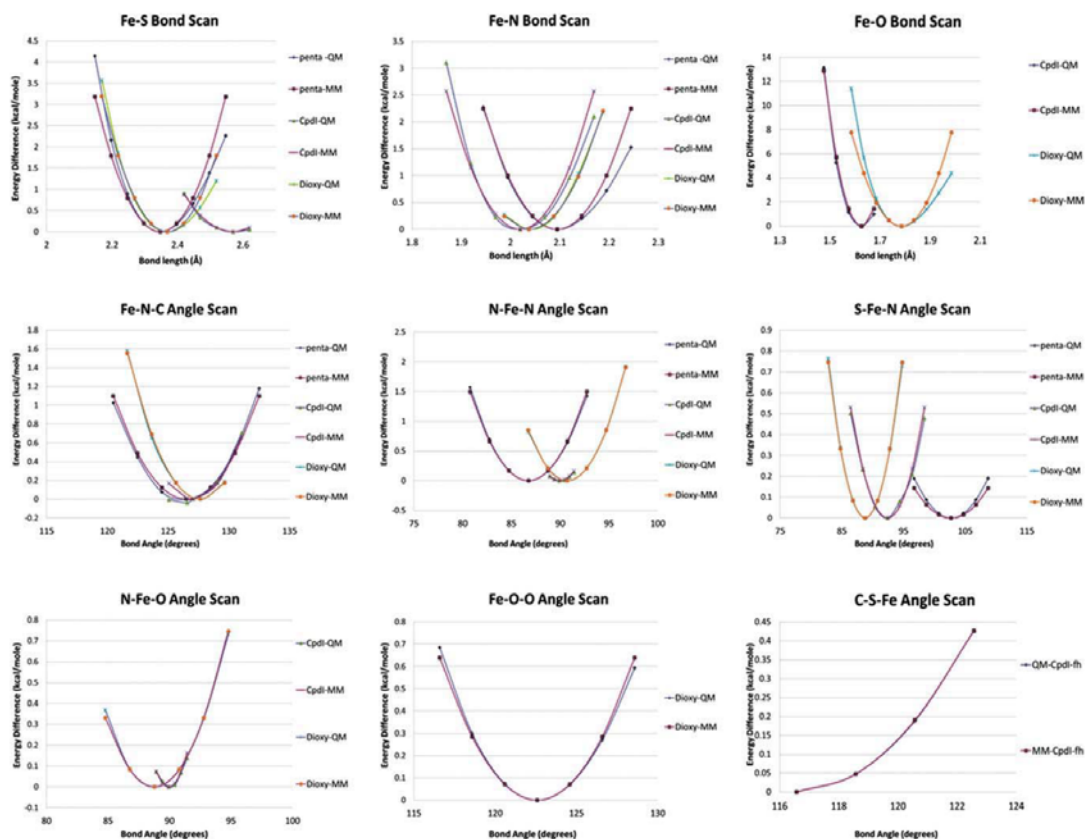 Fe-S Bond Scan
Energy Difference (kcal/mole)
4.5
4
3.5
3
2.5
2
1.5
1
0.5
0
2
2.2
2.4
2.6
Bond length (Å)
penta -QM
penta-MM
CpdI-QM
CpdI-MM
Dioxy-QM
Dioxy-MM
Fe-N Bond Scan
Energy Difference (kcal/mole)
3.5
3
2.5
2
1.5
1
0.5
0
1.8
1.9
2
2.1
2.2
2.3
Bond length (Å)
penta -QM
penta-MM
CpdI-QM
CpdI-MM
Dioxy-QM
Dioxy-MM
Fe-O Bond Scan
Energy Difference (kcal/mole)
14
12
10
8
6
4
2
0
1.3
1.5
1.7
1.9
2.1
Bond length (Å)
CpdI-QM
CpdI-MM
Dioxy-QM
Dioxy-MM
Fe-N-C Angle Scan
Energy Difference (kcal/mole)
1.8
1.6
1.4
1.2
1
0.8
0.6
0.4
0.2
0
-0.2
115
120
125
130
135
Bond Angle (degrees)
penta-QM
penta-MM
CpdI-QM
CpdI-MM
Dioxy-QM
Dioxy-MM
N-Fe-N Angle Scan
Energy Difference (kcal/mole)
2.5
2
1.5
1
0.5
0
-0.5
75
80
85
90
95
100
Bond Angle (degrees)
penta-QM
penta-MM
CpdI-QM
CpdI-MM
Dioxy-QM
Dioxy-MM
S-Fe-N Angle Scan
Energy Difference (kcal/mole)
0.9
0.8
0.7
0.6
0.5
0.4
0.3
0.2
0.1
0
75
85
95
105
115
Bond Angle (degrees)
penta-QM
penta-MM
CpdI-QM
CpdI-MM
Dioxy-QM
Dioxy-MM
N-Fe-O Angle Scan
Energy Difference (kcal/mole)
0.8
0.7
0.6
0.5
0.4
0.3
0.2
0.1
0
-0.1
80
85
90
95
100
Bond Angle (degrees)
CpdI-QM
CpdI-MM
Dioxy-QM
Dioxy-MM
Fe-O-O Angle Scan
Energy Difference (kcal/mole)
0.8
0.7
0.6
0.5
0.4
0.3
0.2
0.1
0
115
120
125
130
Bond Angle (degrees)
Dioxy-QM
Dioxy-MM
C-S-Fe Angle Scan
Energy Difference (kcal/mole)
0.45
0.4
0.35
0.3
0.25
0.2
0.15
0.1
0.05
0
116
118
120
122
124
Bond Angle (degrees)
QM-CpdI-fh
MM-CpdI-fh